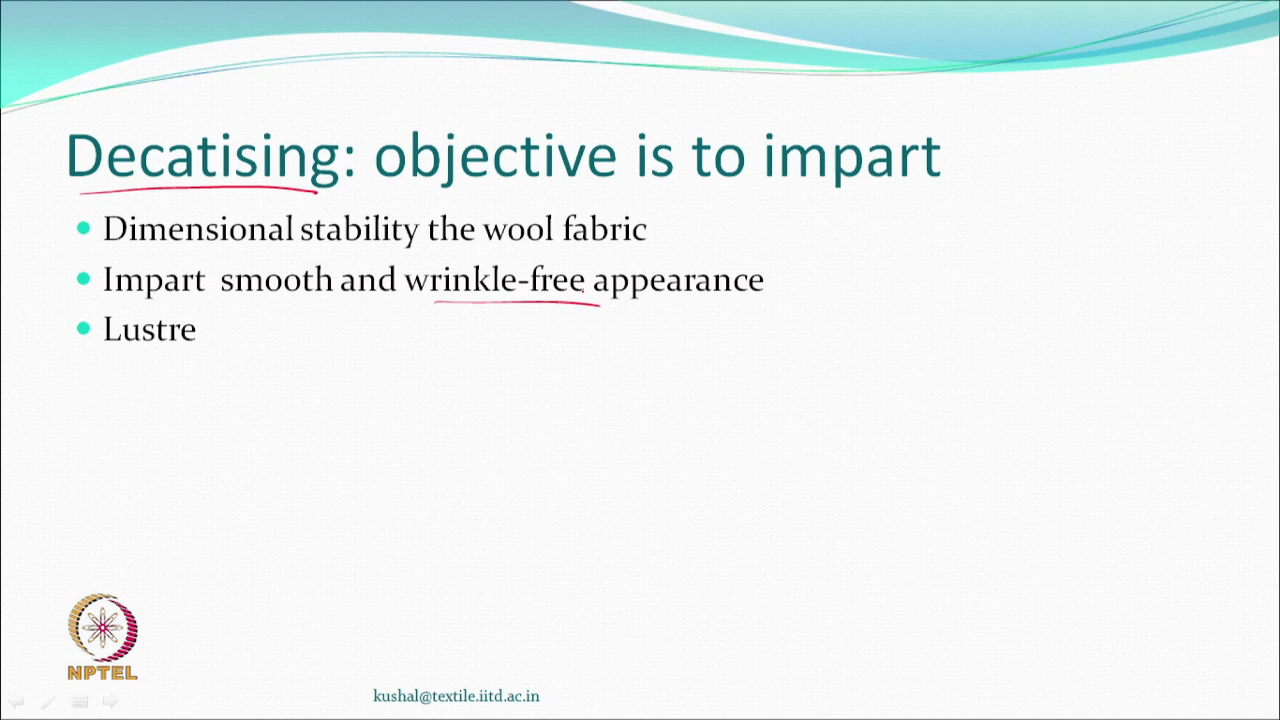 Decatising: objective is to impart
Dimensional stability the wool fabric
Impart smooth and wrinkle-free appearance
Lustre
NPTEL
kushal@textile.iitd.ac.in